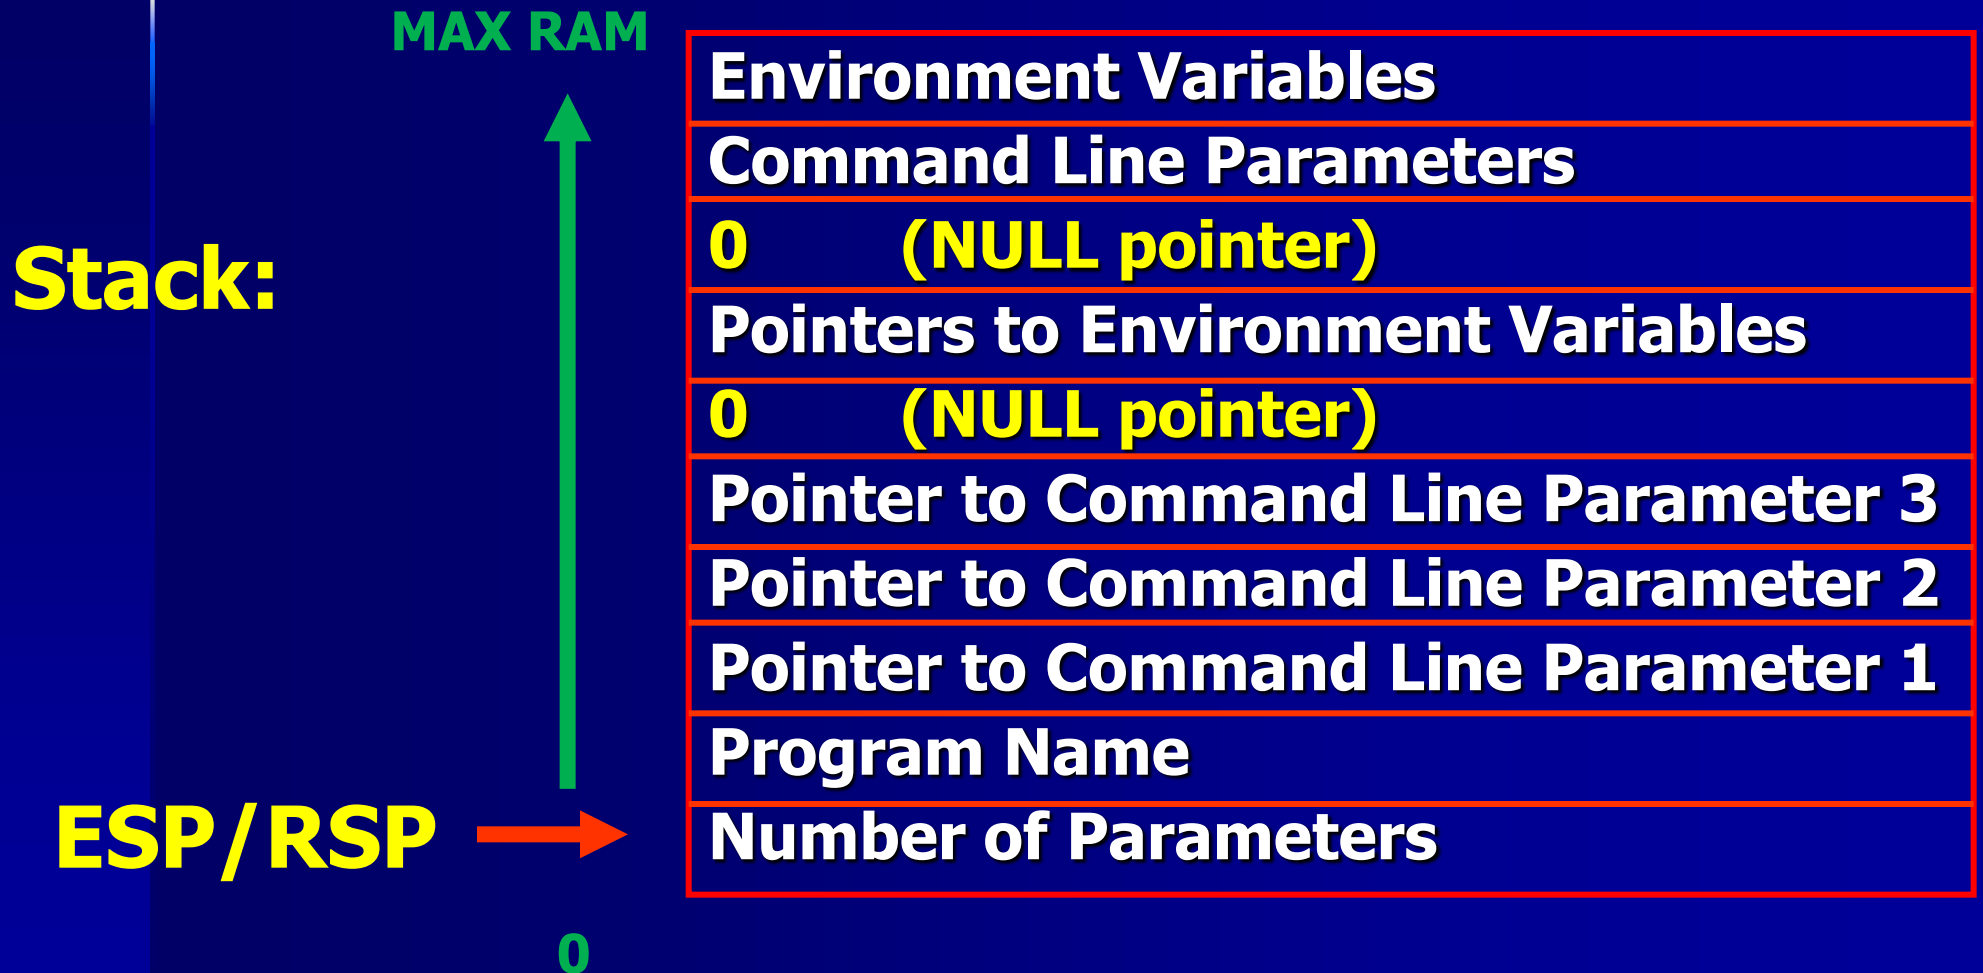 MAX RAM
Environment Variables
Command Line Parameters
0 (NULL pointer)
Stack:
Pointers to Environment Variables
0 (NULL pointer)
Pointer to Command Line Parameter 3
Pointer to Command Line Parameter 2
Pointer to Command Line Parameter 1
Program Name
ESP/RSP
Number of Parameters
0